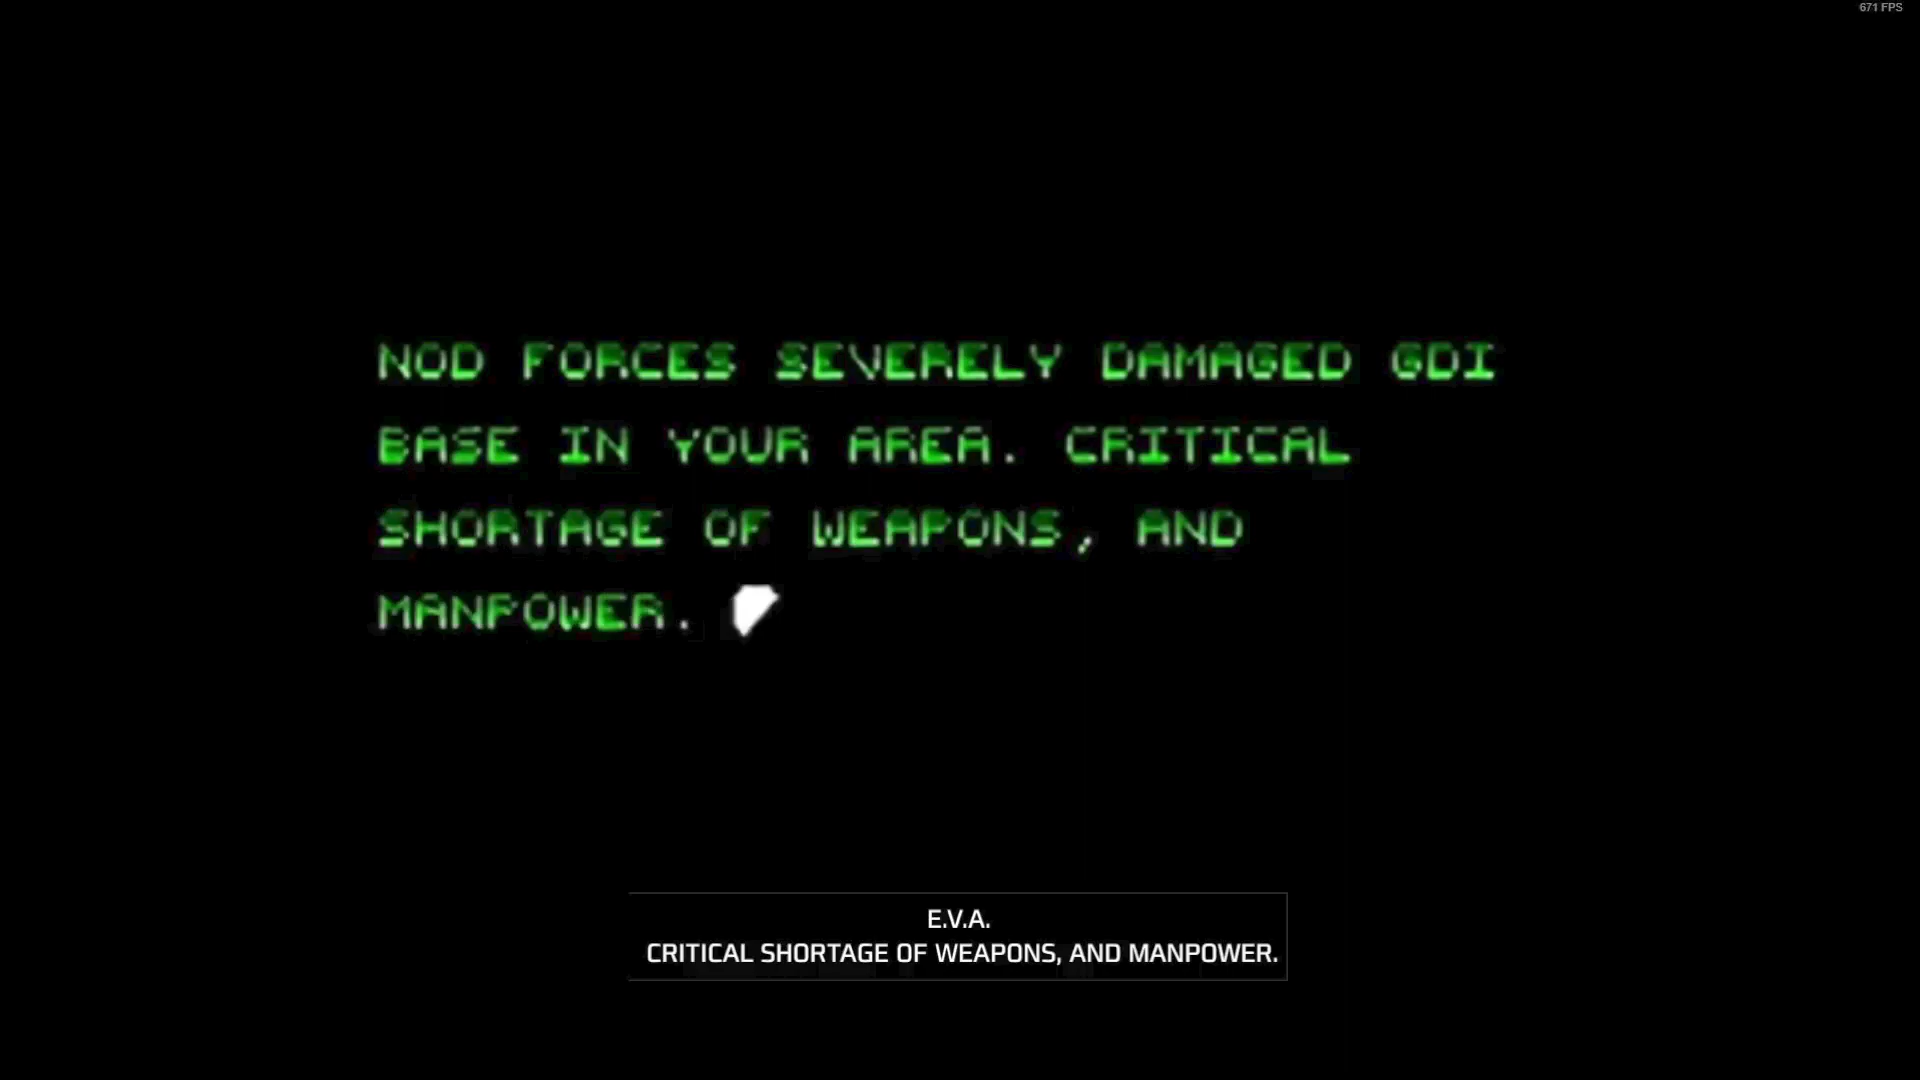 671 FPS
NOD FORCES SEVERELY DAMAGED GDI
BASE IN YOUR AREA. CRITICAL
SHORTAGE OF WEAPONS, AND
MANPOWER.
E.V.A.
CRITICAL SHORTAGE OF WEAPONS, AND MANPOWER.